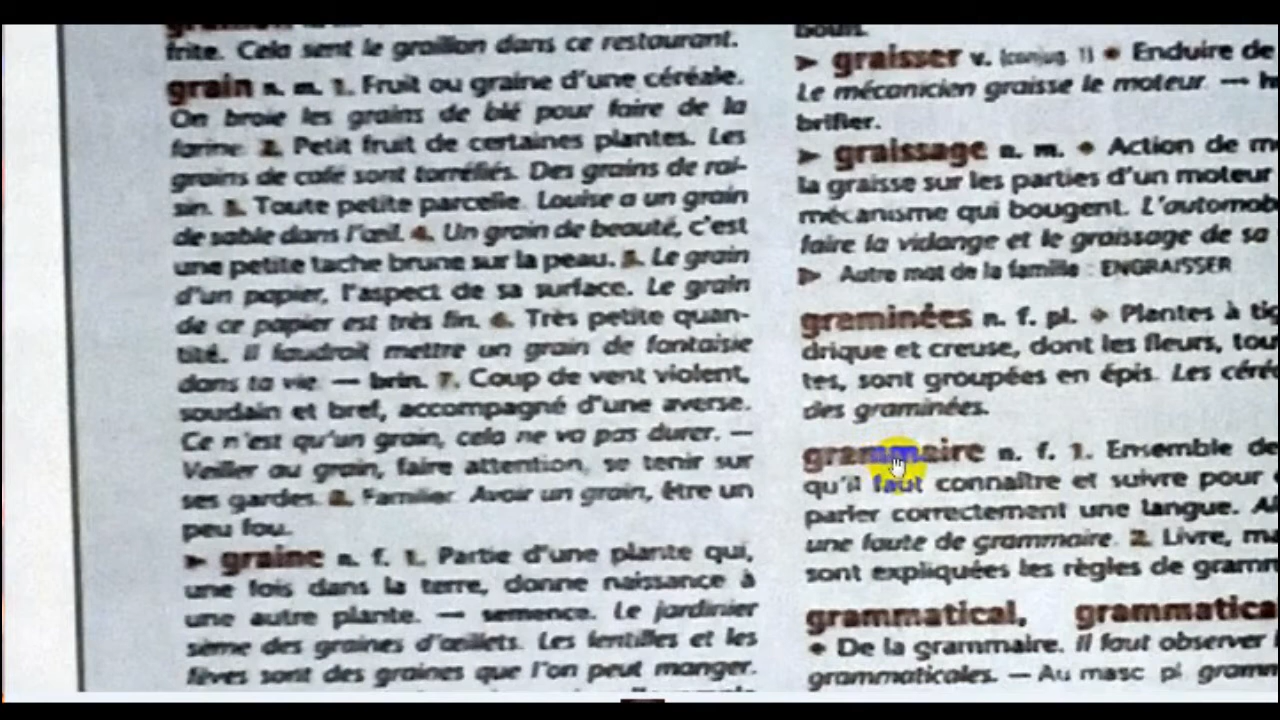 frite. Cela sent le graillon dans ce restaurant.
grain n. m. 1. Fruit ou graine d'une céréale.
On broie les grains de blé pour faire de la
farine. 2. Petit fruit de certaines plantes. Les
grains de café sont torréfiés. Des grains de rai-
sin. 3. Toute petite parcelle. Louise a un grain
de sable dans l'œil. 4. Un grain de beauté, c'est
une petite tache brune sur la peau. 5. Le grain
d'un papier, l'aspect de sa surface. Le grain
de ce papier est très fin. 6. Très petite quan-
tité. Il faudrait mettre un grain de fantaisie
dans ta vie. — brin. 7. Coup de vent violent,
soudain et bref, accompagné d'une averse.
Ce n'est qu'un grain, cela ne va pas durer. —
Veiller au grain, faire attention, se tenir sur
ses gardes. 8. Familier. Avoir un grain, être un
peu fou.
➤ graine n. f. 1. Partie d'une plante qui,
une fois dans la terre, donne naissance à
une autre plante. — semence. Le jardinier
sème des graines d'œillets. Les lentilles et les
fèves sont des graines que l'on peut manger.
➤ graisser v. (conjug. 1) ◆ Enduire de
Le mécanicien graisse le moteur. —
brifier.
➤ graissage n. m. ◆ Action de
la graisse sur les parties d'un moteur
mécanisme qui bougent. L'automob
faire la vidange et le graissage de sa
➤ Autre mot de la famille : ENGRAISSER
graminées n. f. pl. ◆ Plantes à tig
drique et creuse, dont les fleurs, tou
tes, sont groupées en épis. Les céré
des graminées.
grammaire n. f. 1. Ensemble de
qu'il faut connaître et suivre pour
parler correctement une langue.
une faute de grammaire. 2. Livre, ma
sont expliquées les règles de gramm
grammatical, grammatica
◆ De la grammaire. Il faut observer
grammaticales. — Au masc. pl. gramm